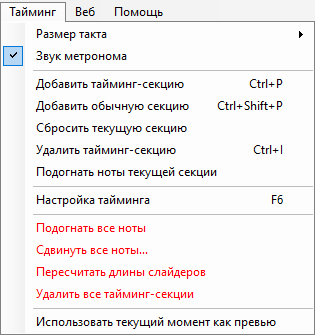 Тайминг Веб Помощь
Размер такта
Звук метронома
Добавить тайминг-секцию Ctrl+P
Добавить обычную секцию Ctrl+Shift+P
Сбросить текущую секцию
Удалить тайминг-секцию Ctrl+I
Подогнать ноты текущей секции
Настройка тайминга F6
Подогнать все ноты
Сдвинуть все ноты...
Пересчитать длины слайдеров
Удалить все тайминг-секции
Использовать текущий момент как превью